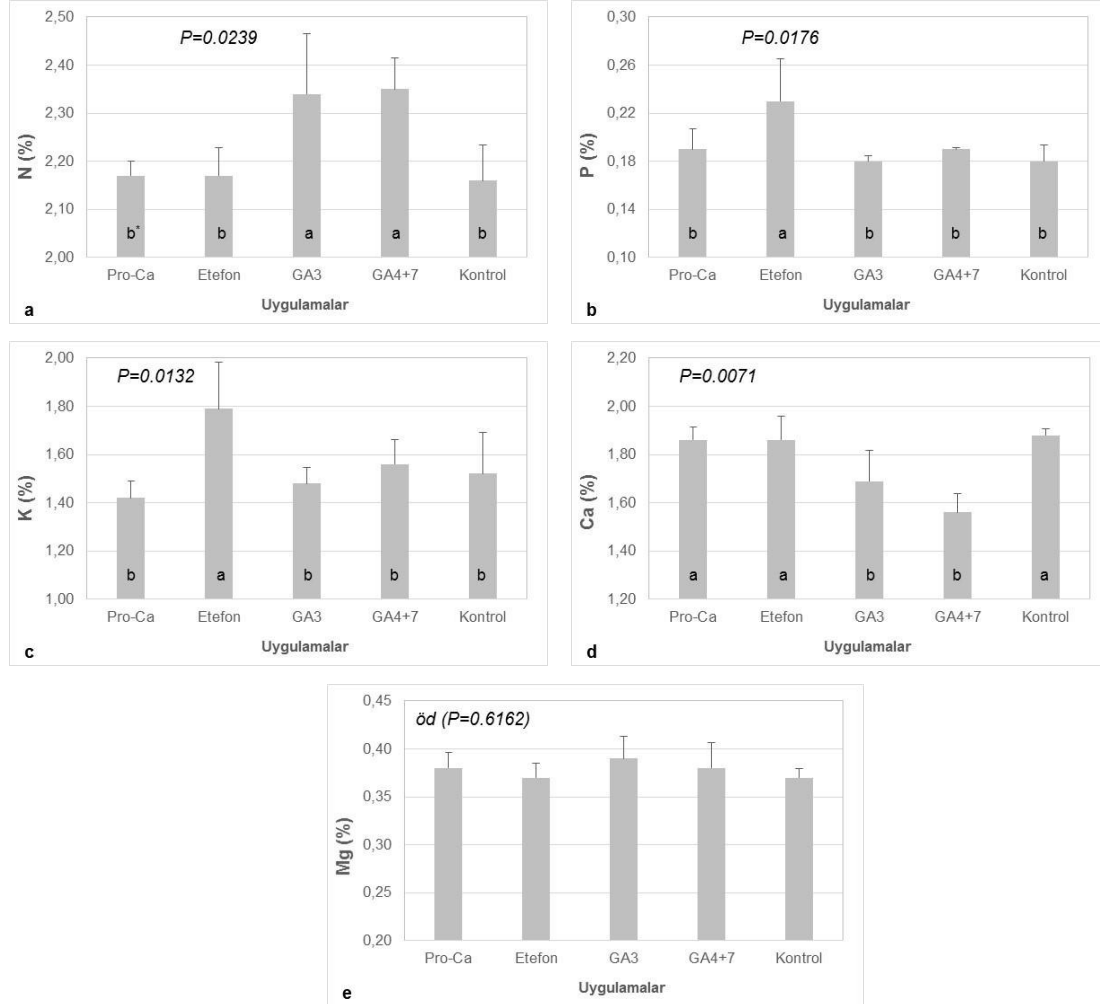 2,50
2,40
2,30
2,20
2,10
2,00
N (%)
P=0.0239
b* b a a b
Pro-Ca Etefon GA3 GA4+7 Kontrol
Uygulamalar
a
0,30
0,26
0,22
0,18
0,14
0,10
P (%)
P=0.0176
b a b b b
Pro-Ca Etefon GA3 GA4+7 Kontrol
Uygulamalar
b
2,00
1,80
1,60
1,40
1,20
1,00
K (%)
P=0.0132
b a b b b
Pro-Ca Etefon GA3 GA4+7 Kontrol
Uygulamalar
c
2,20
2,00
1,80
1,60
1,40
1,20
Ca (%)
P=0.0071
a a b b a
Pro-Ca Etefon GA3 GA4+7 Kontrol
Uygulamalar
d
0,45
0,40
0,35
0,30
0,25
0,20
Mg (%)
öd (P=0.6162)
Pro-Ca Etefon GA3 GA4+7 Kontrol
Uygulamalar
e